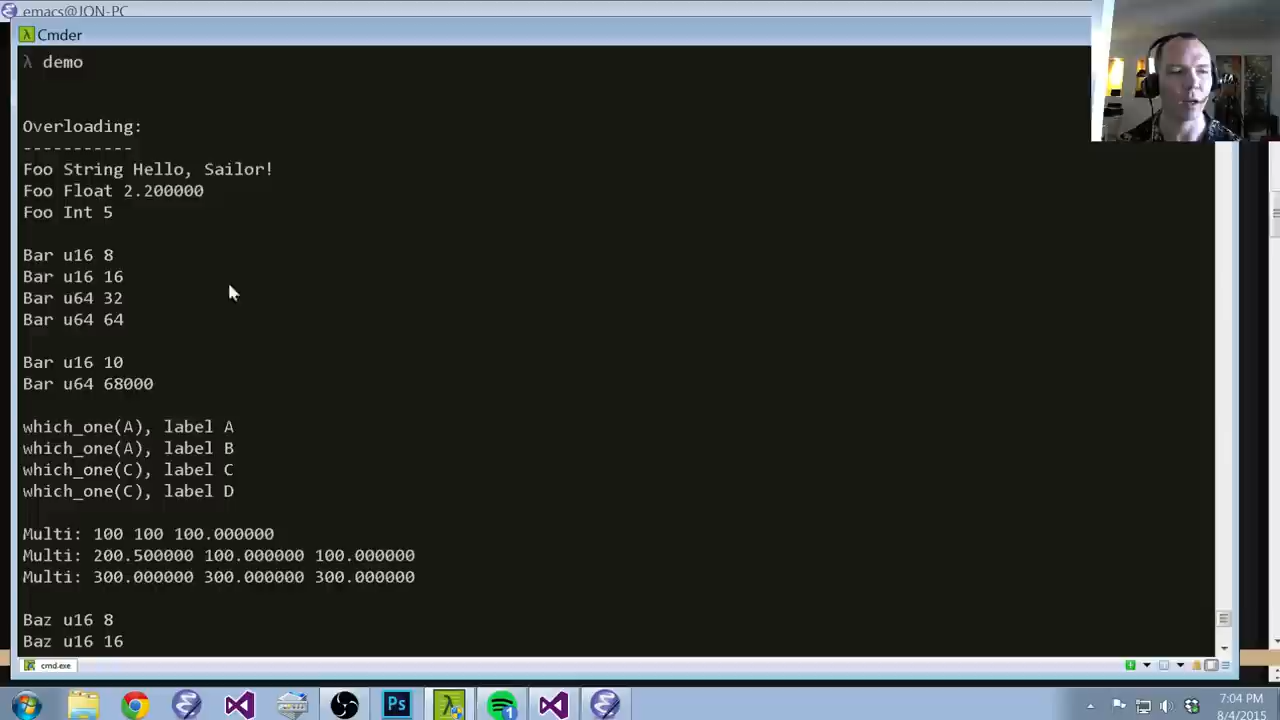 emacs@JON-PC
Cmder
λ demo
Overloading:
-----------
Foo String Hello, Sailor!
Foo Float 2.200000
Foo Int 5
Bar u16 8
Bar u16 16
Bar u64 32
Bar u64 64
Bar u16 10
Bar u64 68000
which_one(A), label A
which_one(A), label B
which_one(C), label C
which_one(C), label D
Multi: 100 100 100.000000
Multi: 200.500000 100.000000 100.000000
Multi: 300.000000 300.000000 300.000000
Baz u16 8
Baz u16 16
cmd.exe
Ps
λ
1
7:04 PM
8/4/2015